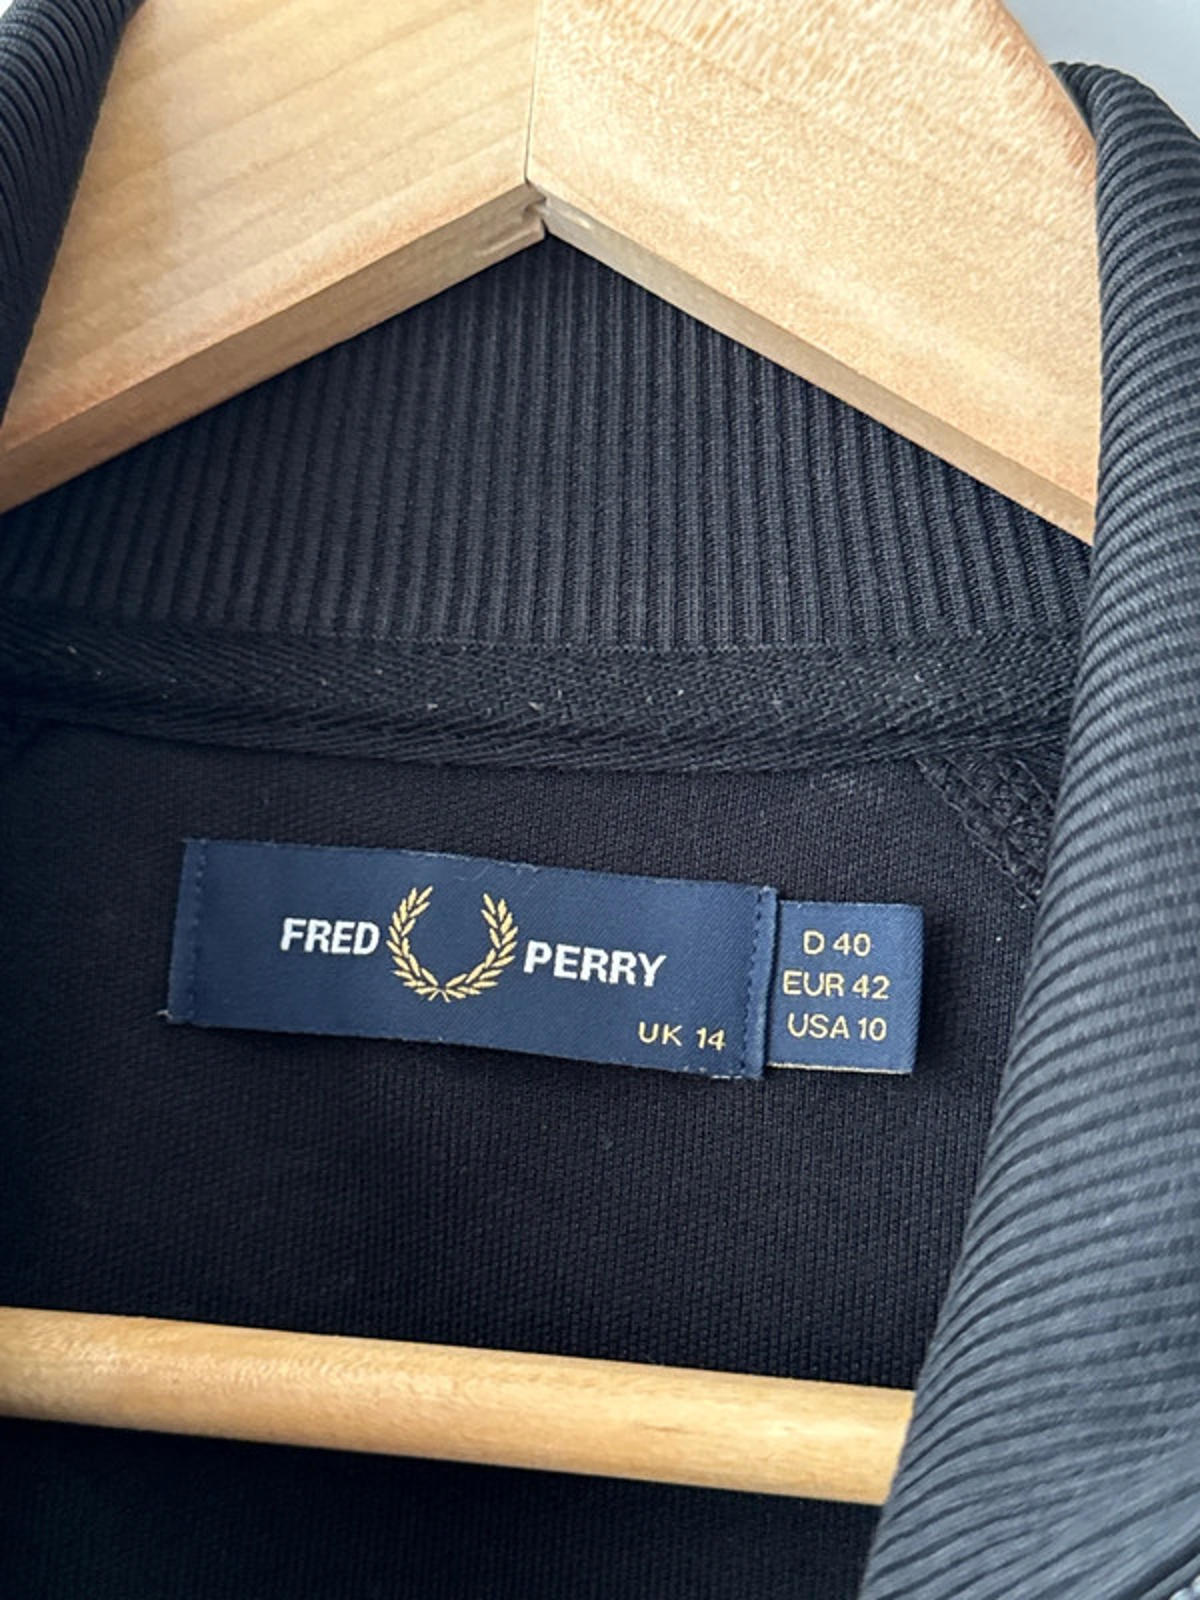 FRED PERRY
UK 14
D 40
EUR 42
USA 10